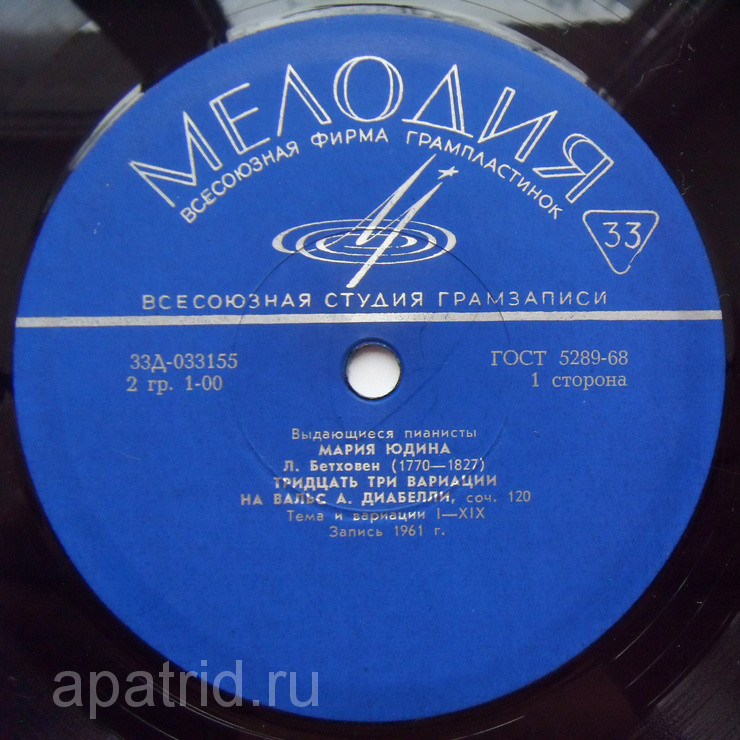 МЕЛОДИЯ
ВСЕСОЮЗНАЯ ФИРМА ГРАМПЛАСТИНОК
33
ВСЕСОЮЗНАЯ СТУДИЯ ГРАМЗАПИСИ
33Д-033155
2 гр. 1-00
ГОСТ 5289-68
1 сторона
Выдающиеся пианисты
МАРИЯ ЮДИНА
Л. Бетховен (1770—1827)
ТРИДЦАТЬ ТРИ ВАРИАЦИИ
НА ВАЛЬС А. ДИАБЕЛЛИ, соч. 120
Тема и вариации I—XIX
Запись 1961 г.
apatrid.ru